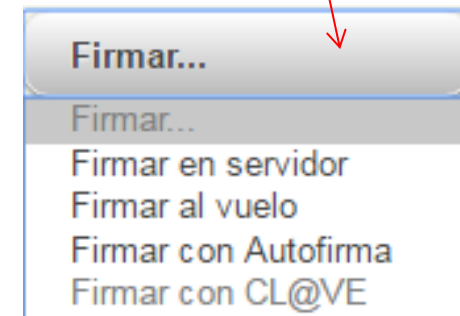 Firmar...
Firmar...
Firmar en servidor
Firmar al vuelo
Firmar con Autofirma
Firmar con CL@VE